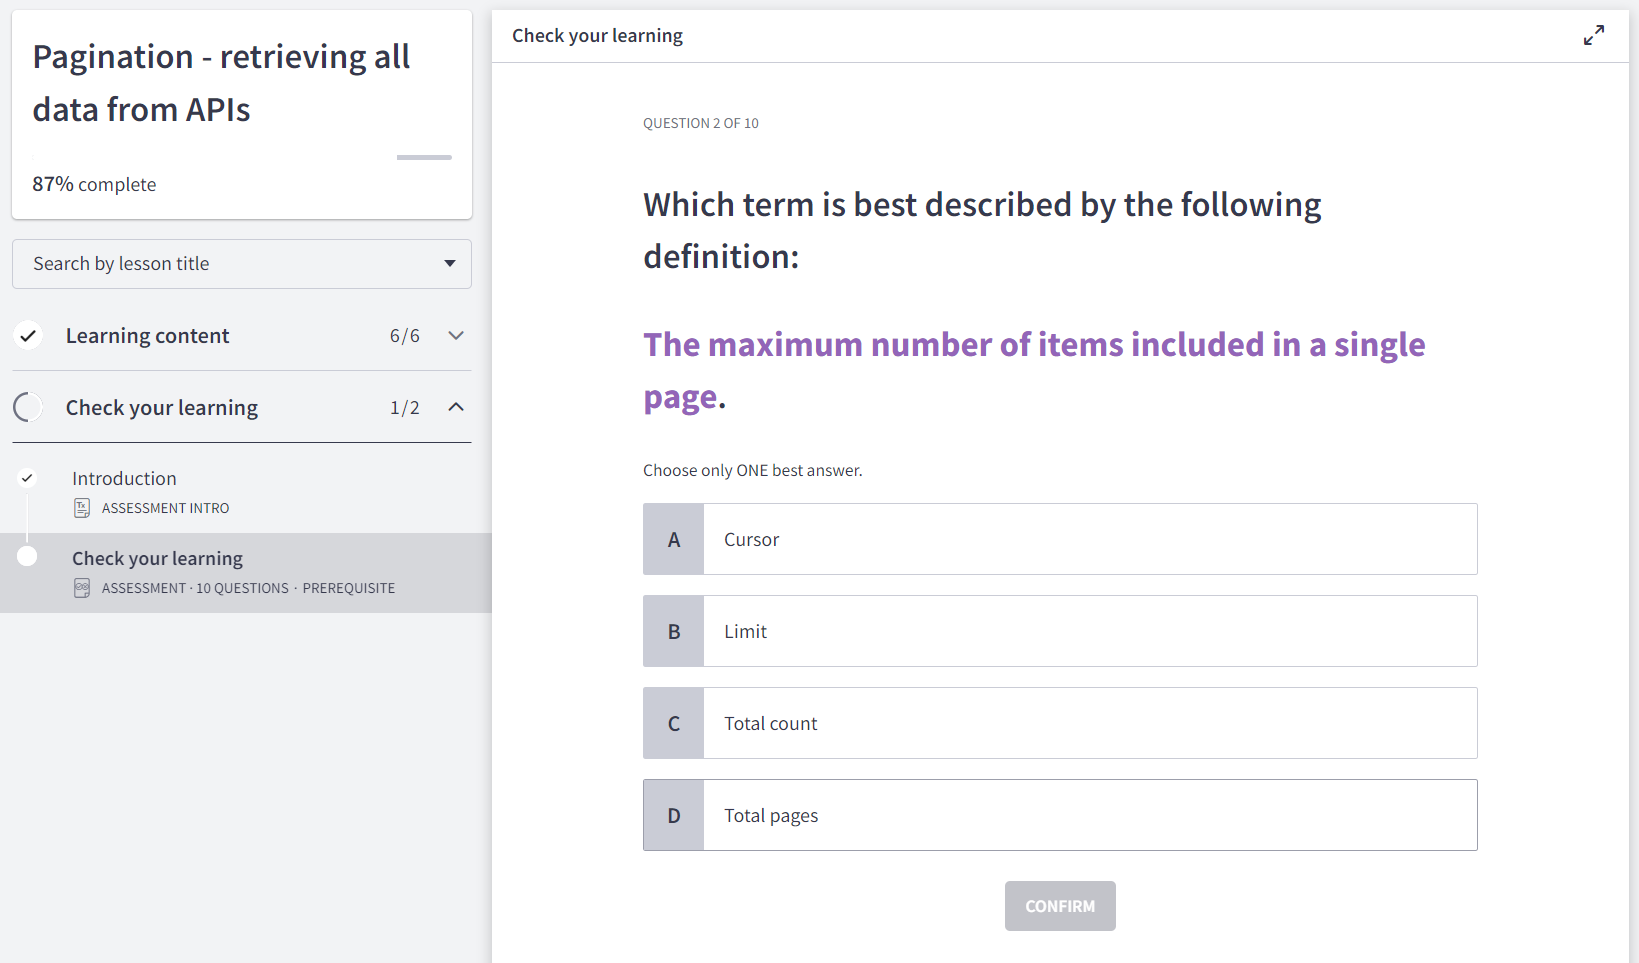 Pagination - retrieving all
data from APIs
87% complete
Search by lesson title
Learning content 6/6
Check your learning 1/2
Introduction
ASSESSMENT INTRO
Check your learning
ASSESSMENT · 10 QUESTIONS · PREREQUISITE
Check your learning
QUESTION 2 OF 10
Which term is best described by the following
definition:
The maximum number of items included in a single
page.
Choose only ONE best answer.
A Cursor
B Limit
C Total count
D Total pages
CONFIRM